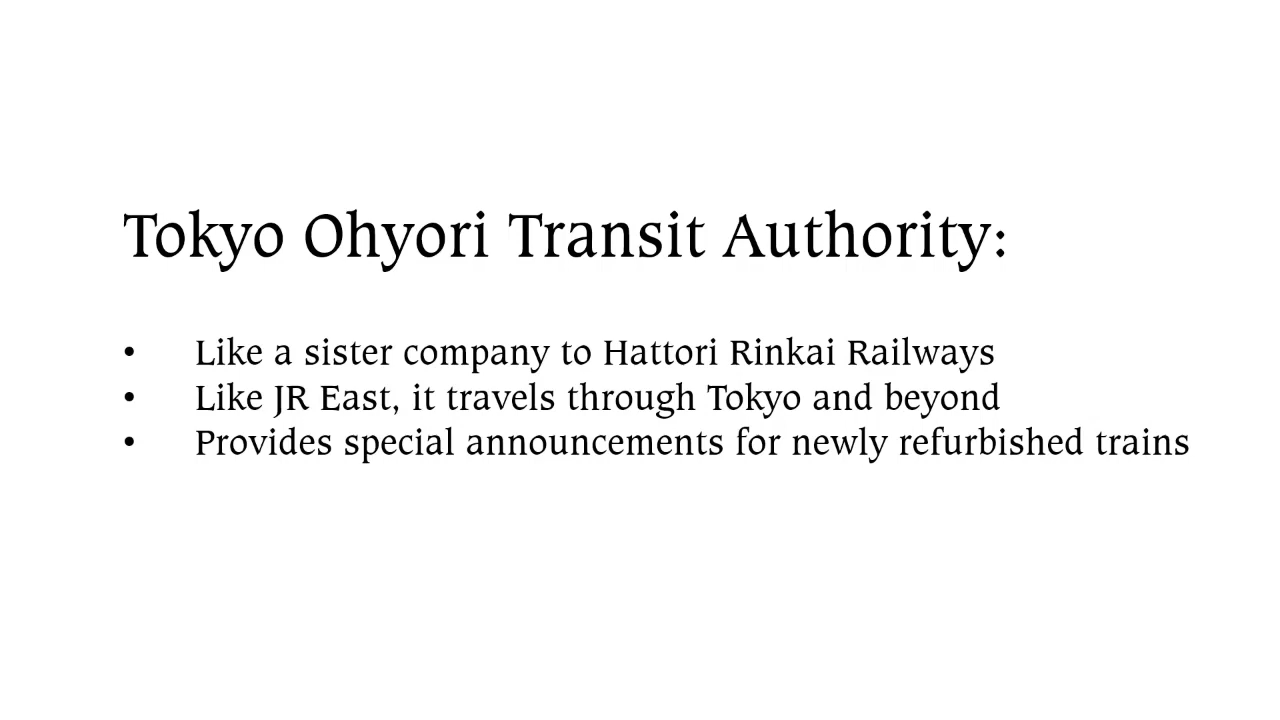 Tokyo Ohyori Transit Authority:
• Like a sister company to Hattori Rinkai Railways
• Like JR East, it travels through Tokyo and beyond
• Provides special announcements for newly refurbished trains